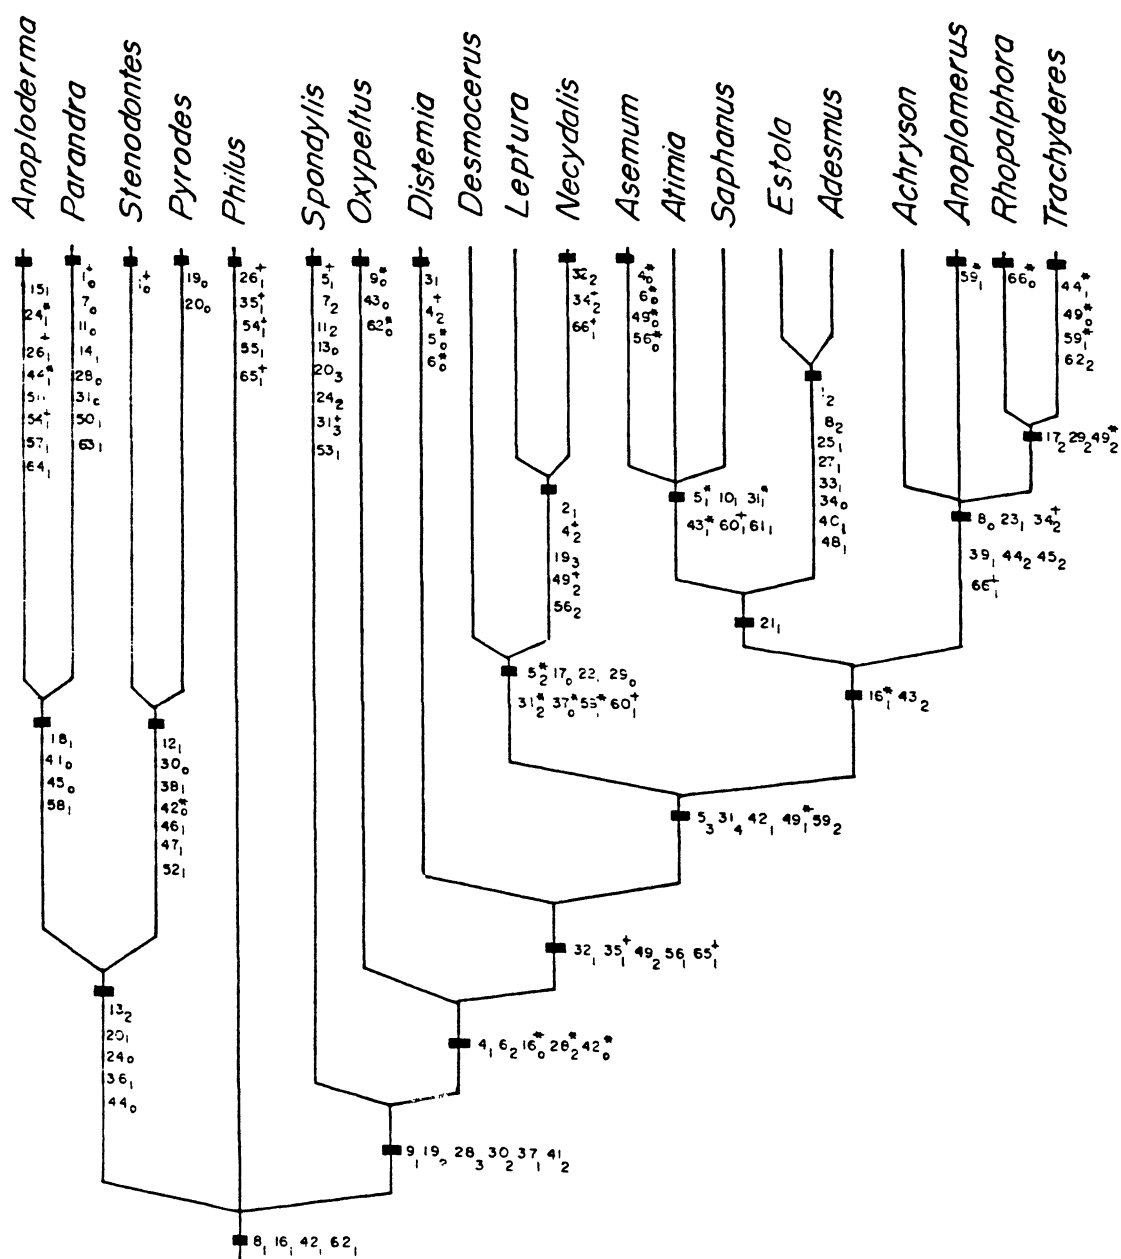 Anoploderma
Parandra
Stenodontes
Pyrodes
Philus
Spondylis
Oxypeltus
Distemia
Desmocerus
Leptura
Necydalis
Asemum
Atimia
Saphanus
Estola
Adesmus
Achryson
Anoplomerus
Rhopalphora
Trachyderes
15₁
24₁*
26₁⁺
44₁*
54₁⁺
57₁
64₁
1₀⁺
7₀
11₀
14₁
28₀
31₀
50₁
63₁
19₀
20₀
26₁⁺
35₁⁺
54₁⁺
55₁
65₁⁺
5₁⁺
7₂
11₂
13₀
20₃
24₂
31₃⁺
53₁
9₀*
43₀
62₀*
31₁
4₂⁺
5₀*
6₀*
32₂
34₂⁺
66₁⁺
4₀*
6₀*
49₀*
56₀*
8₂
25₁
27₁
33₁
34₀
40₁
48₁
59₁*
66₀*
44₁*
49₀*
59₁*
62₂
17₂ 29₂ 49₂*
2₁
4₂⁺
19₃
49₂⁺
56₂
5₁* 10₁ 31₁*
43₁* 60₁⁺ 61₁
8₀ 23₁ 34₂⁺
39₁ 44₂ 45₂
66₁⁺
21₁
5₂* 17₀ 22₁ 29₀
31₂* 37₀* 60₁⁺
16₁* 43₂
18₁
41₀
45₀
58₁
12₁
30₀
38₁
42₀*
46₁
47₁
52₁
5₃ 31₄ 42₁ 49₁* 59₂
32₁ 35₁⁺ 49₂ 56₁ 65₁⁺
13₂
20₁
24₀
36₁
44₀
4₁ 6₂ 16₀* 28₂* 42₀*
9₁ 19₂ 28₃ 30₂ 37₁ 41₂
8₁ 16₁ 42₁ 62₁